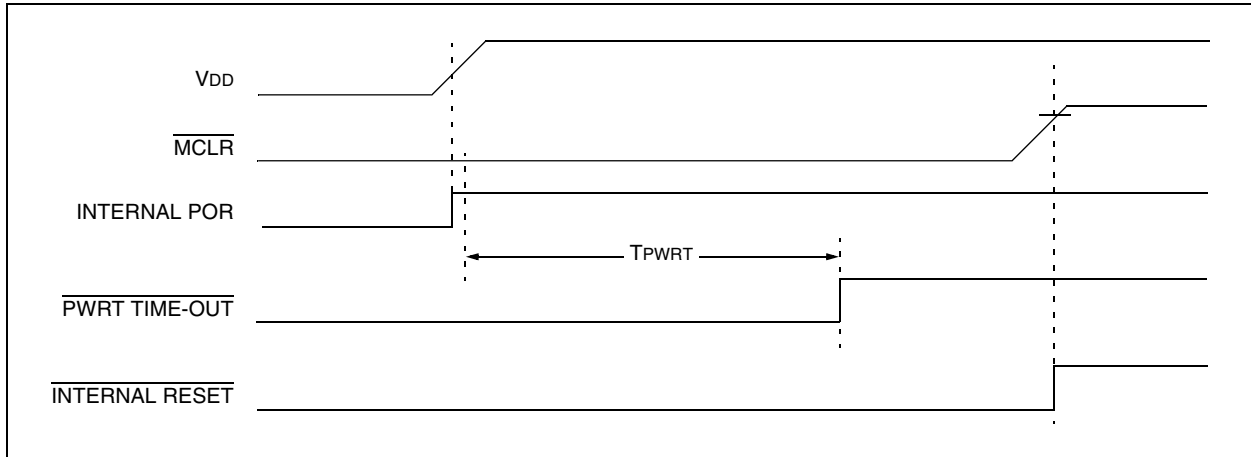 VDD
MCLR
INTERNAL POR
TPWRT
PWRT TIME-OUT
INTERNAL RESET